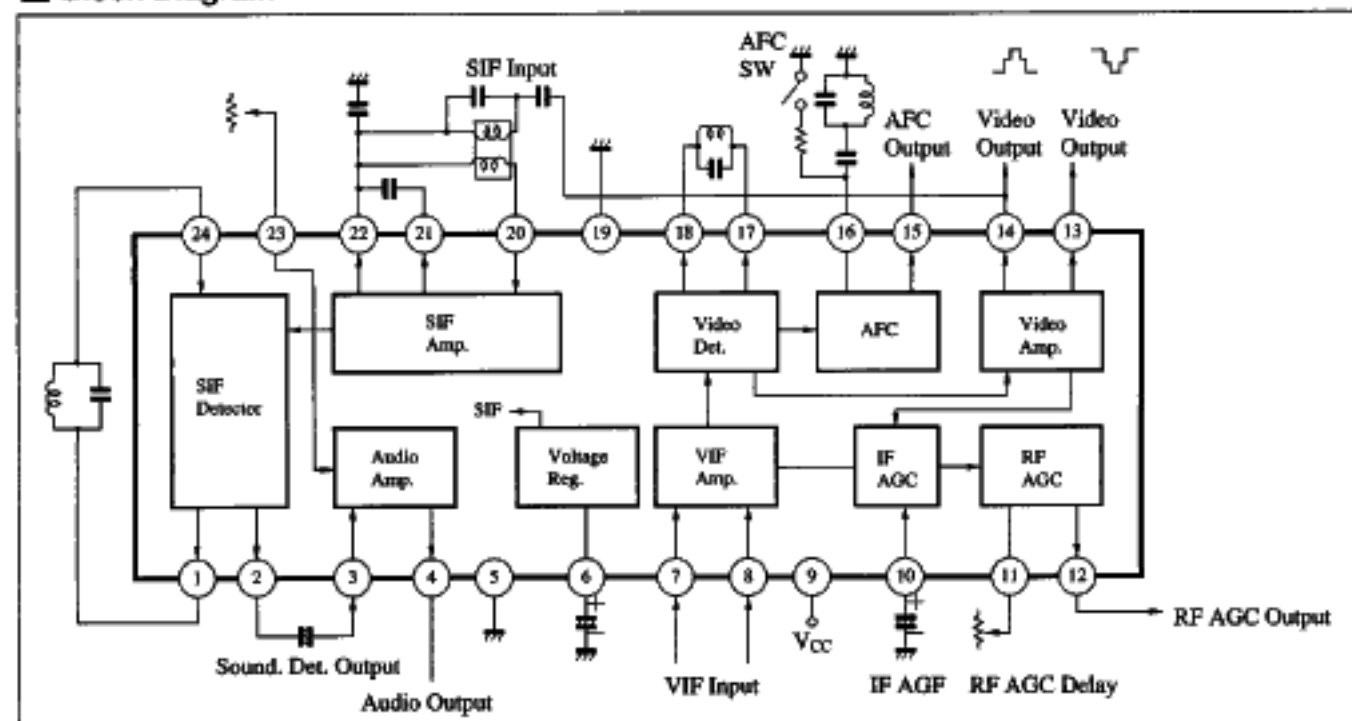 AFC
SW
SIF Input
AFC
Output
Video
Output
Video
Output
24
23
22
21
20
19
18
17
16
15
14
13
SIF
Detector
SIF
Amp.
Video
Det.
AFC
Video
Amp.
Audio
Amp.
SIF
Voltage
Reg.
VIF
Amp.
IF
AGC
RF
AGC
1
2
3
4
5
6
7
8
9
10
11
12
+
+
VCC
RF AGC Output
Sound. Det. Output
Audio Output
VIF Input
IF AGF
RF AGC Delay